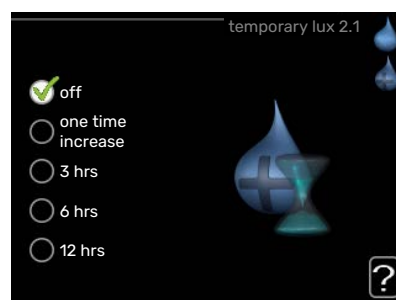 temporary lux 2.1
off
one time
increase
3 hrs
6 hrs
12 hrs
?